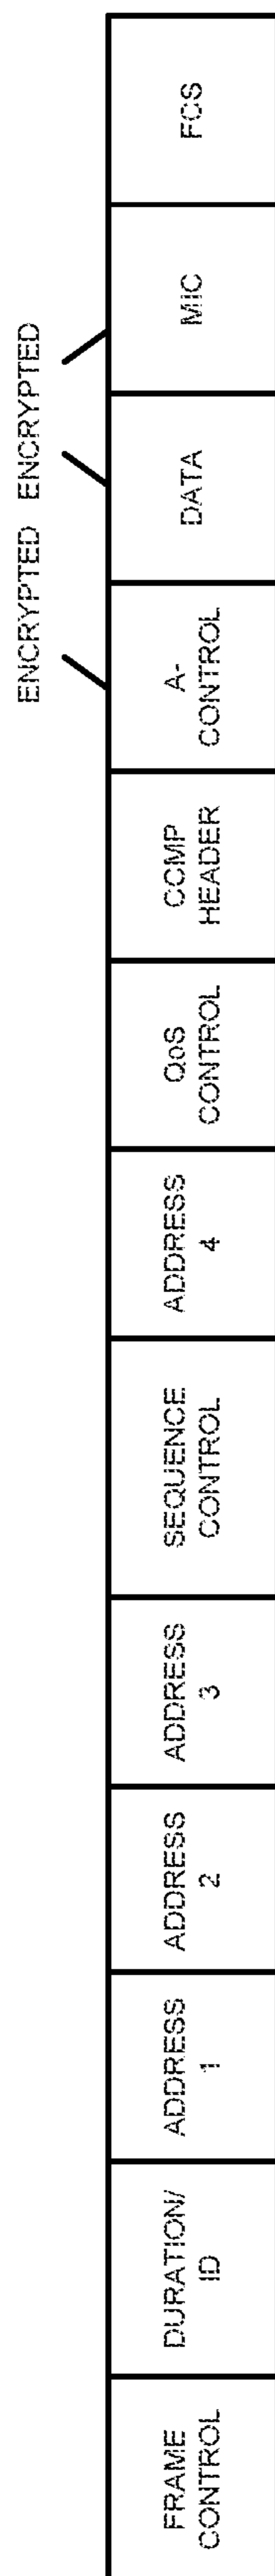 ENCRYPTED ENCRYPTED
FRAME
CONTROL
DURATION/
ID
ADDRESS
1
ADDRESS
2
ADDRESS
3
SEQUENCE
CONTROL
ADDRESS
4
QoS
CONTROL
CCMP
HEADER
A-
CONTROL
DATA
MIC
FCS